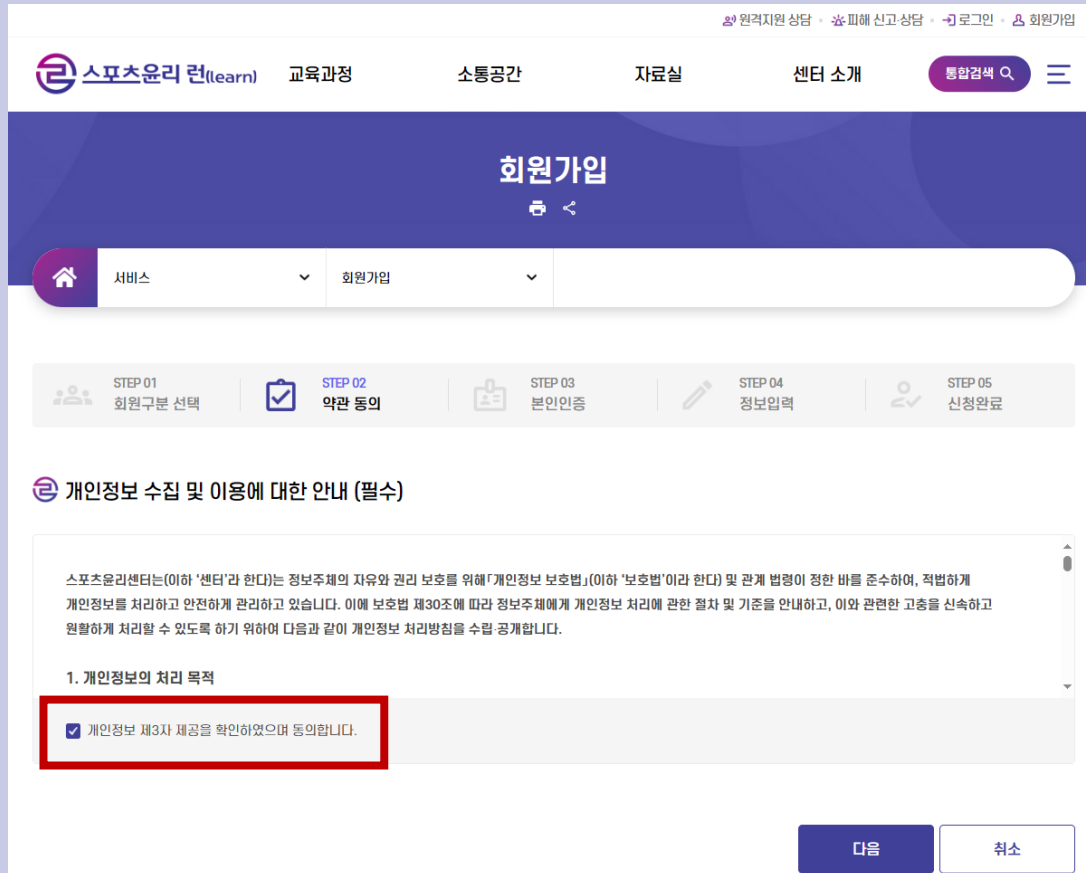 원격지원 상담 피해 신고·상담 로그인 회원가입
런 스포츠윤리 런(learn) 교육과정 소통공간 자료실 센터 소개 통합검색
회원가입
서비스 회원가입
STEP 01
회원구분 선택
STEP 02
약관 동의
STEP 03
본인인증
STEP 04
정보입력
STEP 05
신청완료
개인정보 수집 및 이용에 대한 안내 (필수)
스포츠윤리센터는(이하 '센터'라 한다)는 정보주체의 자유와 권리 보호를 위해「개인정보 보호법」(이하 '보호법'이라 한다) 및 관계 법령이 정한 바를 준수하여, 적법하게
개인정보를 처리하고 안전하게 관리하고 있습니다. 이에 보호법 제30조에 따라 정보주체에게 개인정보 처리에 관한 절차 및 기준을 안내하고, 이와 관련한 고충을 신속하고
원활하게 처리할 수 있도록 하기 위하여 다음과 같이 개인정보 처리방침을 수립·공개합니다.
1. 개인정보의 처리 목적
개인정보 제3자 제공을 확인하였으며 동의합니다.
다음 취소